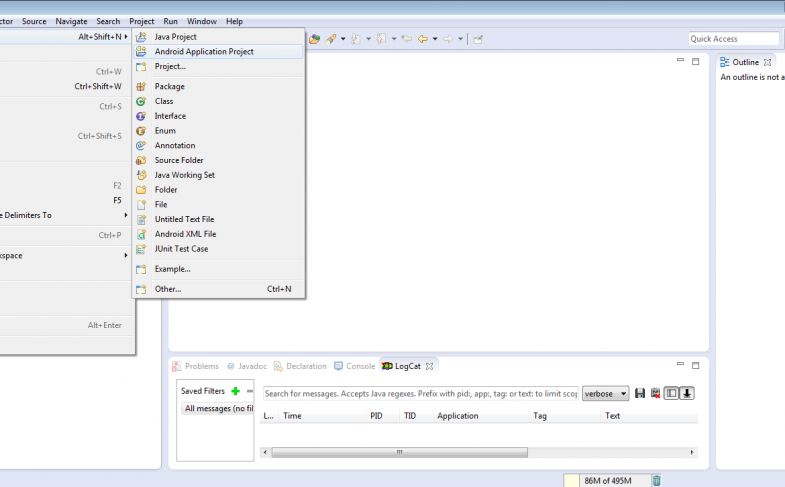 ctor Source Navigate Search Project Run Window Help
Alt+Shift+N
Ctrl+W
Ctrl+Shift+W
Ctrl+S
Ctrl+Shift+S
F2
F5
e Delimiters To
Ctrl+P
kspace
Alt+Enter
Java Project
Android Application Project
Project...
Package
Class
Interface
Enum
Annotation
Source Folder
Java Working Set
Folder
File
Untitled Text File
Android XML File
JUnit Test Case
Example...
Other... Ctrl+N
Quick Access
Outline
An outline is not a
Problems @ Javadoc Declaration Console LogCat
Saved Filters
All messages (no fil
Search for messages. Accepts Java regexes. Prefix with pid:, app:, tag: or text: to limit scop
verbose
L... Time PID TID Application Tag Text
86M of 495M